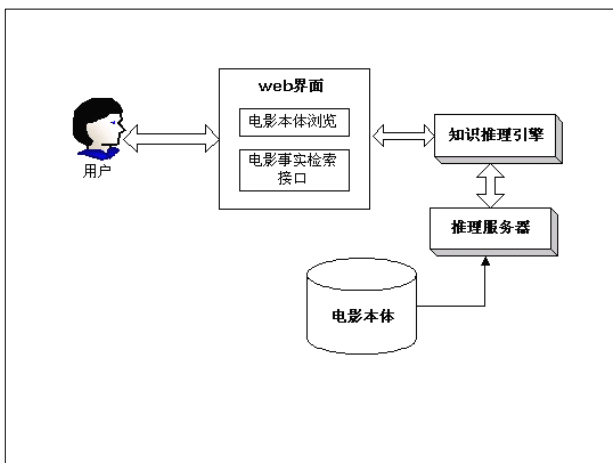 web界面
电影本体浏览
电影事实检索
接口
用户
知识推理引擎
推理服务器
电影本体